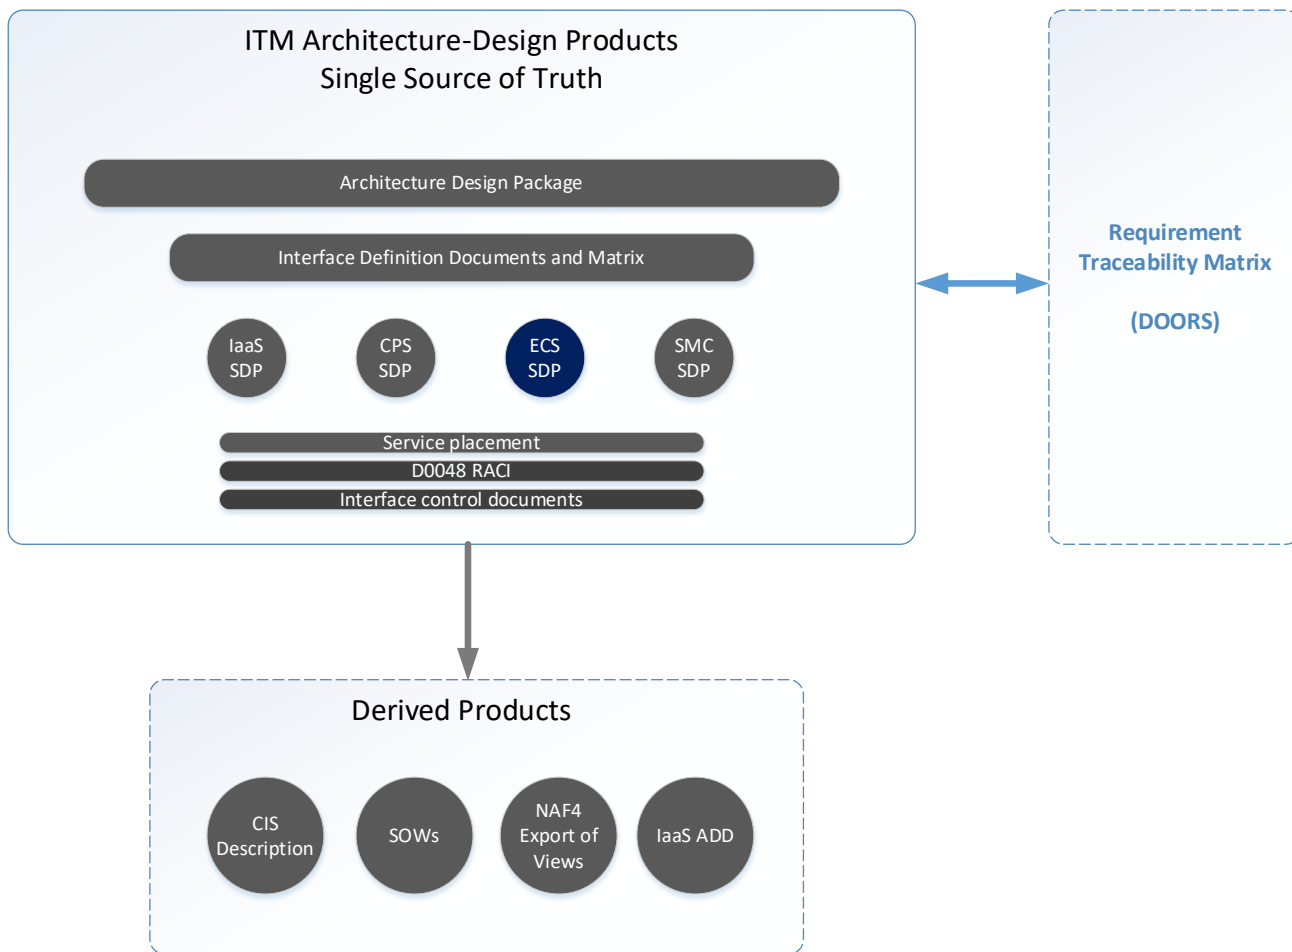 ITM Architecture-Design Products
Single Source of Truth
Architecture Design Package
Interface Definition Documents and Matrix
IaaS
SDP
CPS
SDP
ECS
SDP
SMC
SDP
Service placement
D0048 RACI
Interface control documents
Requirement
Traceability Matrix
(DOORS)
Derived Products
CIS
Description
SOWs
NAF4
Export of
Views
IaaS ADD